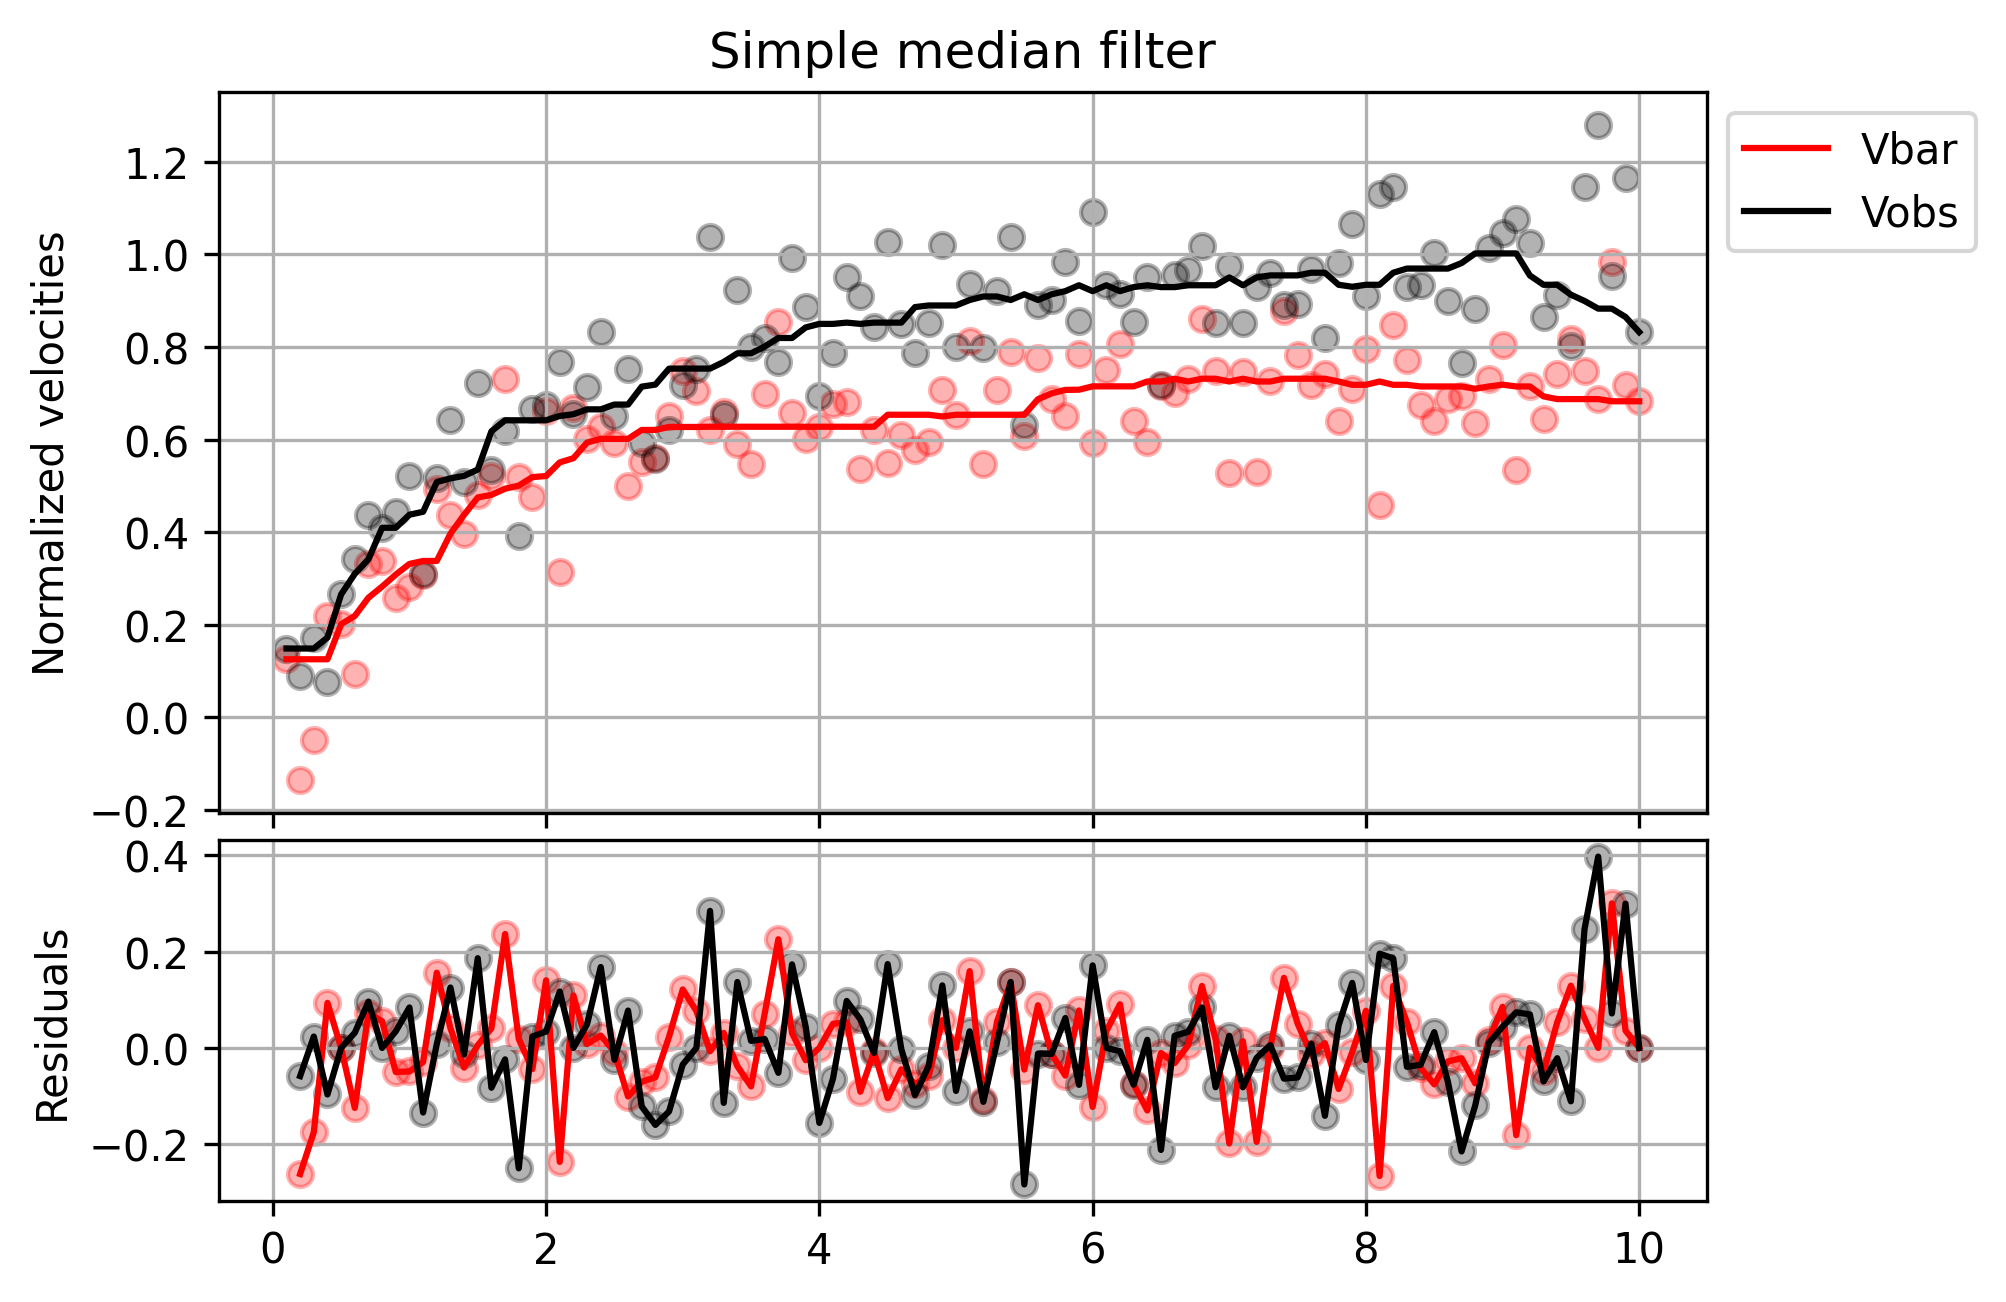 Simple median filter
Normalized velocities
1.2
1.0
0.8
0.6
0.4
0.2
0.0
−0.2
Vbar
Vobs
Residuals
0.4
0.2
0.0
−0.2
0 2 4 6 8 10